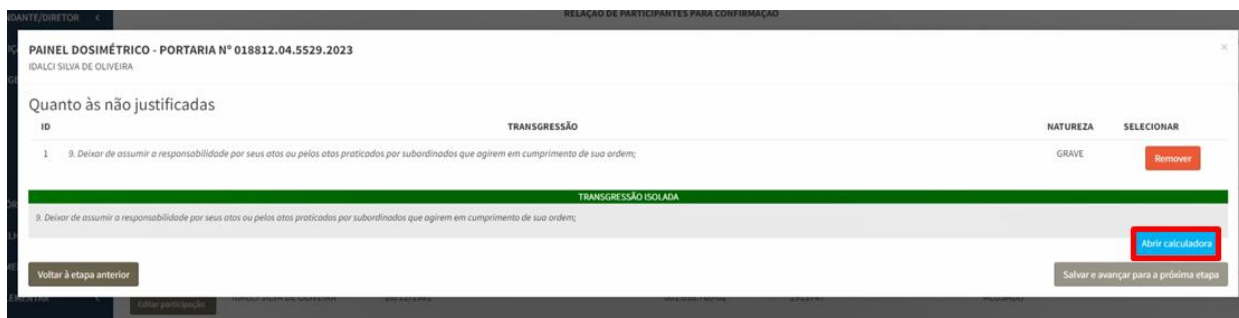 NDANTE/DIRETOR <
RELAÇÃO DE PARTICIPANTES PARA CONFIRMAÇÃO
PAINEL DOSIMÉTRICO - PORTARIA Nº 018812.04.5529.2023 ×
IDALCI SILVA DE OLIVEIRA
Quanto às não justificadas
ID TRANSGRESSÃO NATUREZA SELECIONAR
1 9. Deixar de assumir a responsabilidade por seus atos ou pelos atos praticados por subordinados que agirem em cumprimento de sua ordem; GRAVE Remover
TRANSGRESSÃO ISOLADA
9. Deixar de assumir a responsabilidade por seus atos ou pelos atos praticados por subordinados que agirem em cumprimento de sua ordem;
Abrir calculadora
Voltar à etapa anterior Salvar e avançar para a próxima etapa
Editar participação IDALCI SILVA DE OLIVEIRA ACUSADO